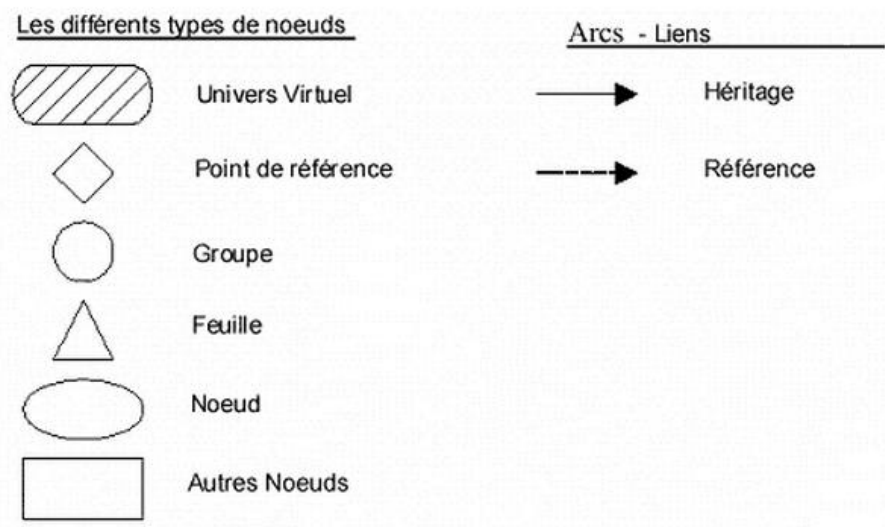 Les différents types de noeuds
Arcs - Liens
Univers Virtuel
Héritage
Point de référence
Référence
Groupe
Feuille
Noeud
Autres Noeuds